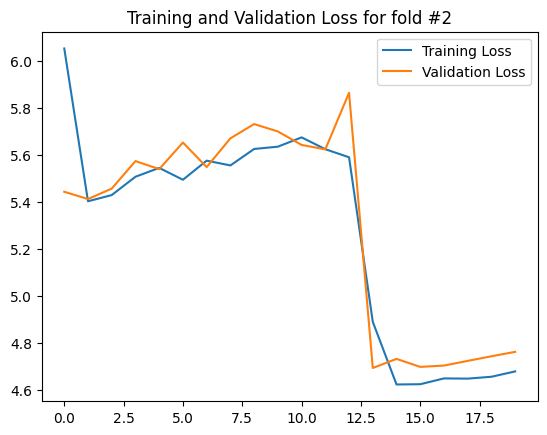 Training and Validation Loss for fold #2
Training Loss
Validation Loss
6.0
5.8
5.6
5.4
5.2
5.0
4.8
4.6
0.0 2.5 5.0 7.5 10.0 12.5 15.0 17.5